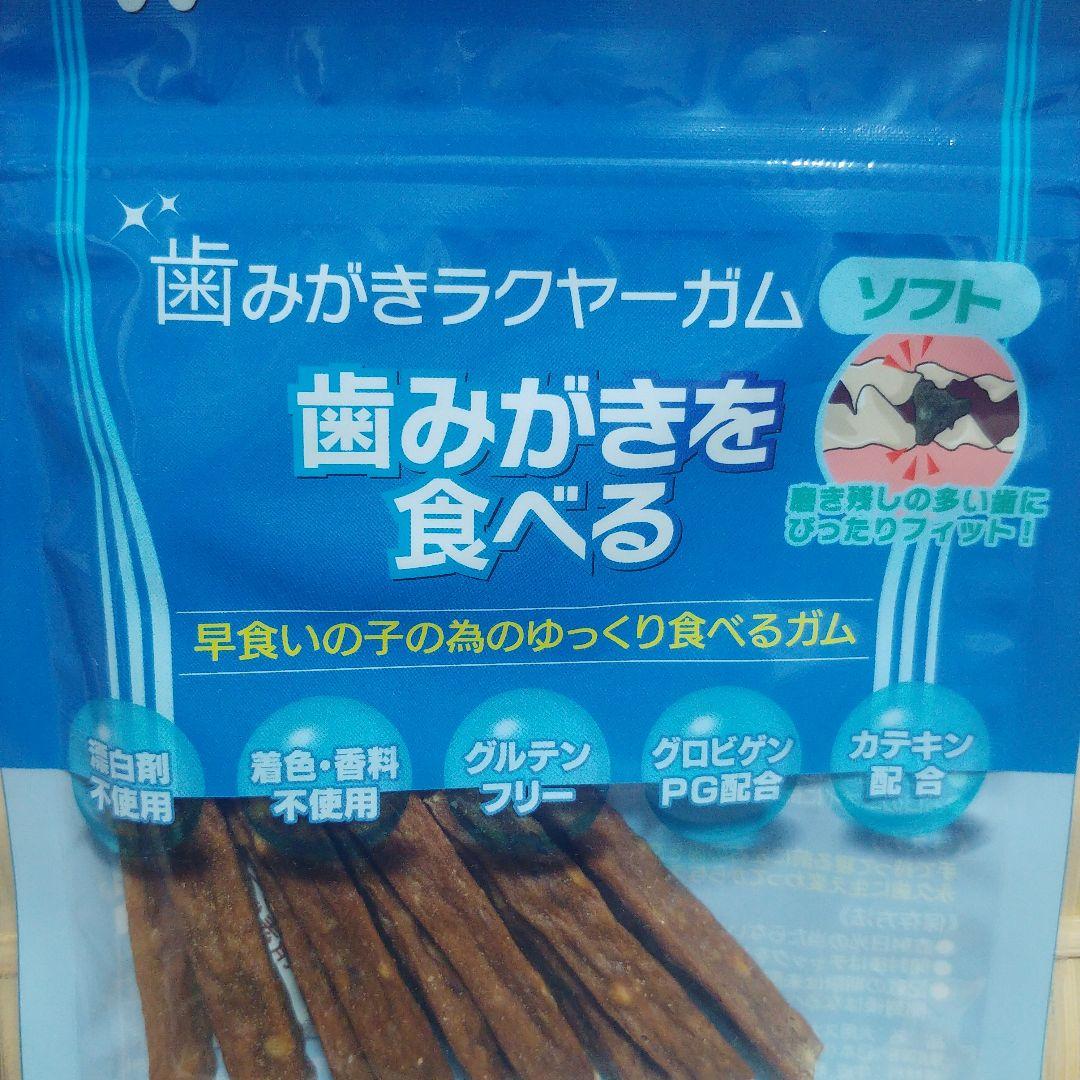 歯みがきラクヤーガム
ソフト
歯みがきを
食べる
磨き残しの多い歯に
ぴったりフィット!
早食いの子の為のゆっくり食べるガム
漂白剤
不使用
着色・香料
不使用
グルテン
フリー
グロビゲン
PG配合
カテキン
配合